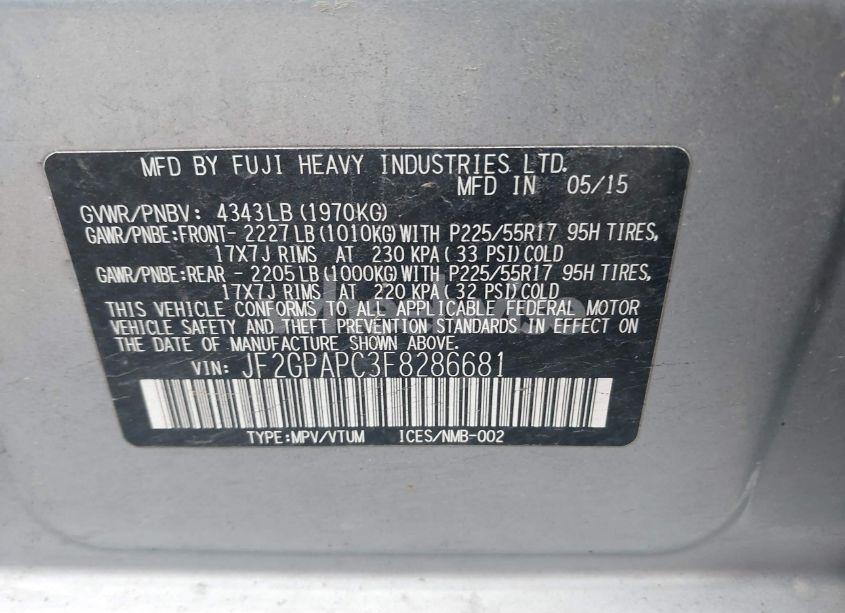 MFD BY FUJI HEAVY INDUSTRIES LTD.
MFD IN 05/15
GVWR/PNBV: 4343LB (1970KG)
GAWR/PNBE:FRONT- 2227LB (1010KG) WITH P225/55R17 95H TIRES,
17X7J RIMS AT 230 KPA (33 PSI) COLD
GAWR/PNBE:REAR - 2205LB (1000KG) WITH P225/55R17 95H TIRES,
17X7J RIMS AT 220 KPA (32 PSI) COLD
THIS VEHICLE CONFORMS TO ALL APPLICABLE FEDERAL MOTOR
VEHICLE SAFETY AND THEFT PREVENTION STANDARDS IN EFFECT ON
THE DATE OF MANUFACTURE SHOWN ABOVE.
VIN: JF2GPAPC3F8286681
TYPE:MPV/VTUM ICES/NMB-002